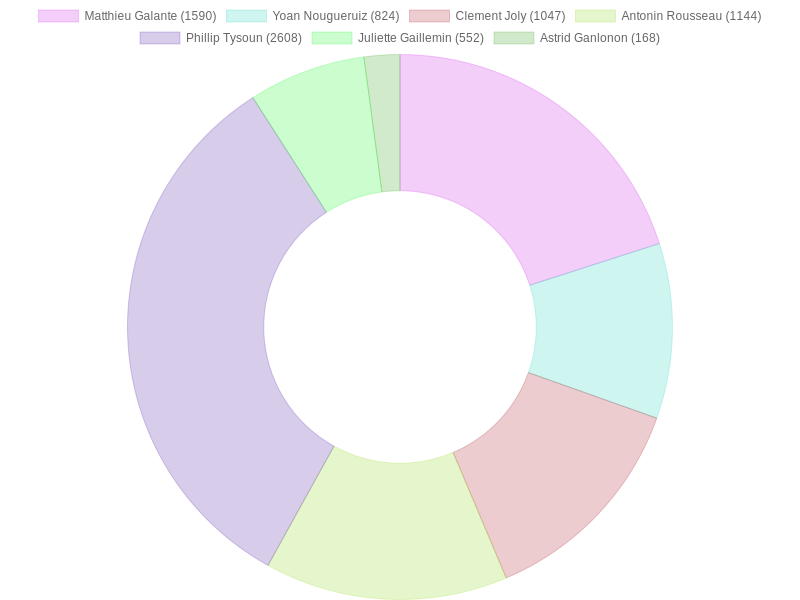 Matthieu Galante (1590) Yoan Nougueruiz (824) Clement Joly (1047) Antonin Rousseau (1144)
Phillip Tysoun (2608) Juliette Gaillemin (552) Astrid Ganlonon (168)